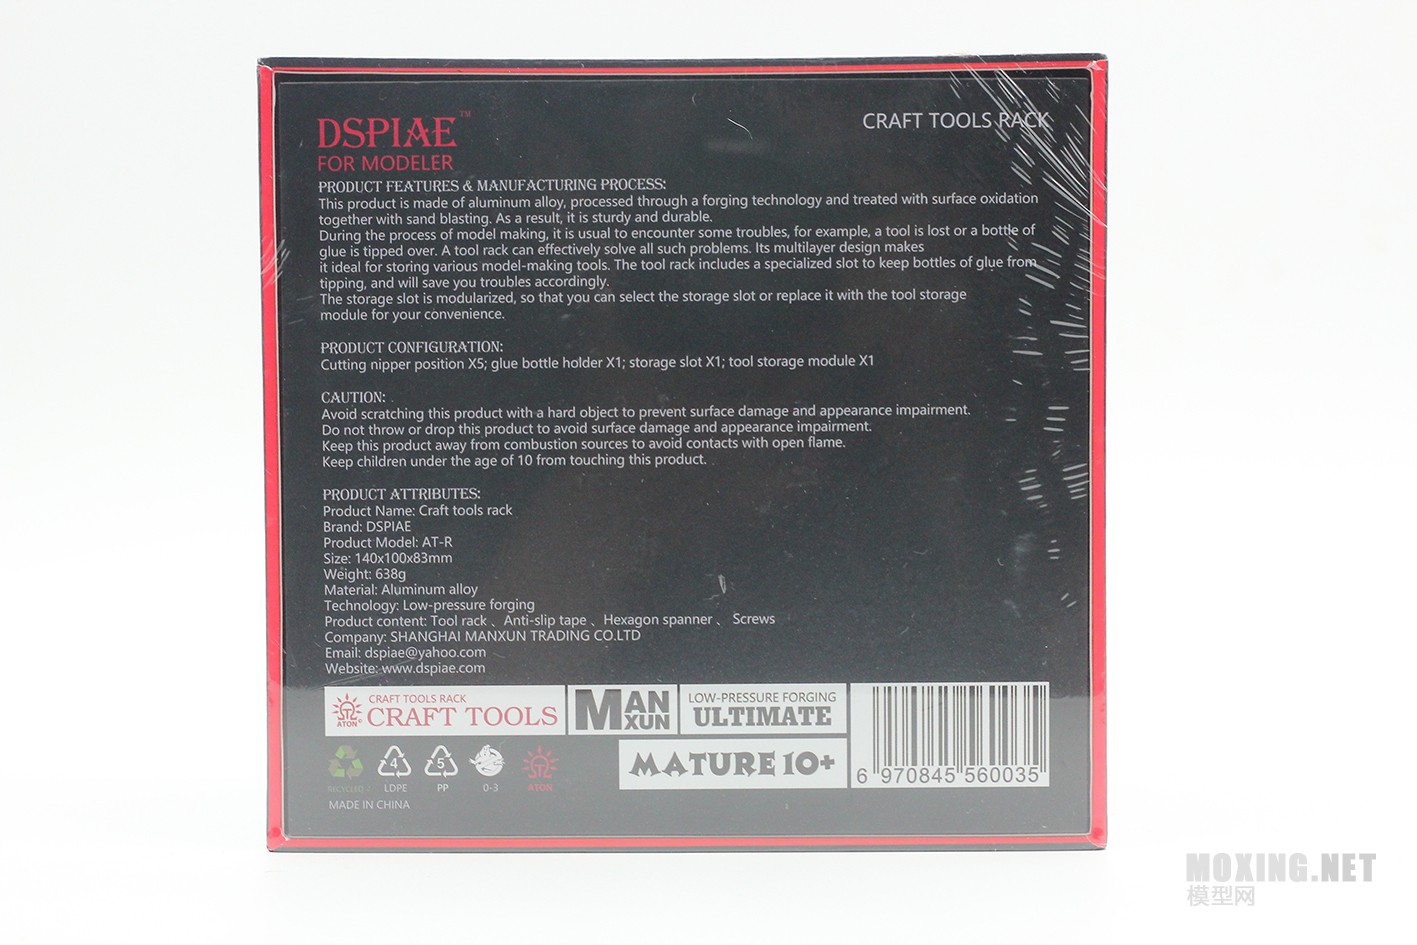 DSPIAE™
FOR MODELER
CRAFT TOOLS RACK
PRODUCT FEATURES & MANUFACTURING PROCESS:
This product is made of aluminum alloy, processed through a forging technology and treated with surface oxidation
together with sand blasting. As a result, it is sturdy and durable.
During the process of model making, it is usual to encounter some troubles, for example, a tool is lost or a bottle of
glue is tipped over. A tool rack can effectively solve all such problems. Its multilayer design makes
it ideal for storing various model-making tools. The tool rack includes a specialized slot to keep bottles of glue from
tipping, and will save you troubles accordingly.
The storage slot is modularized, so that you can select the storage slot or replace it with the tool storage
module for your convenience.
PRODUCT CONFIGURATION:
Cutting nipper position X5; glue bottle holder X1; storage slot X1; tool storage module X1
CAUTION:
Avoid scratching this product with a hard object to prevent surface damage and appearance impairment.
Do not throw or drop this product to avoid surface damage and appearance impairment.
Keep this product away from combustion sources to avoid contacts with open flame.
Keep children under the age of 10 from touching this product.
PRODUCT ATTRIBUTES:
Product Name: Craft tools rack
Brand: DSPIAE
Product Model: AT-R
Size: 140x100x83mm
Weight: 638g
Material: Aluminum alloy
Technology: Low-pressure forging
Product content: Tool rack 、Anti-slip tape 、Hexagon spanner 、 Screws
Company: SHANGHAI MANXUN TRADING CO.LTD
Email: dspiae@yahoo.com
Website: www.dspiae.com
ATON©
CRAFT TOOLS RACK
CRAFT TOOLS
MANXUN
LOW-PRESSURE FORGING
ULTIMATE
MATURE 10+
6 970845 560035
4
5
RECYCLED
LDPE
PP
0-3
ATON
MADE IN CHINA
MOXING.NET
模型网